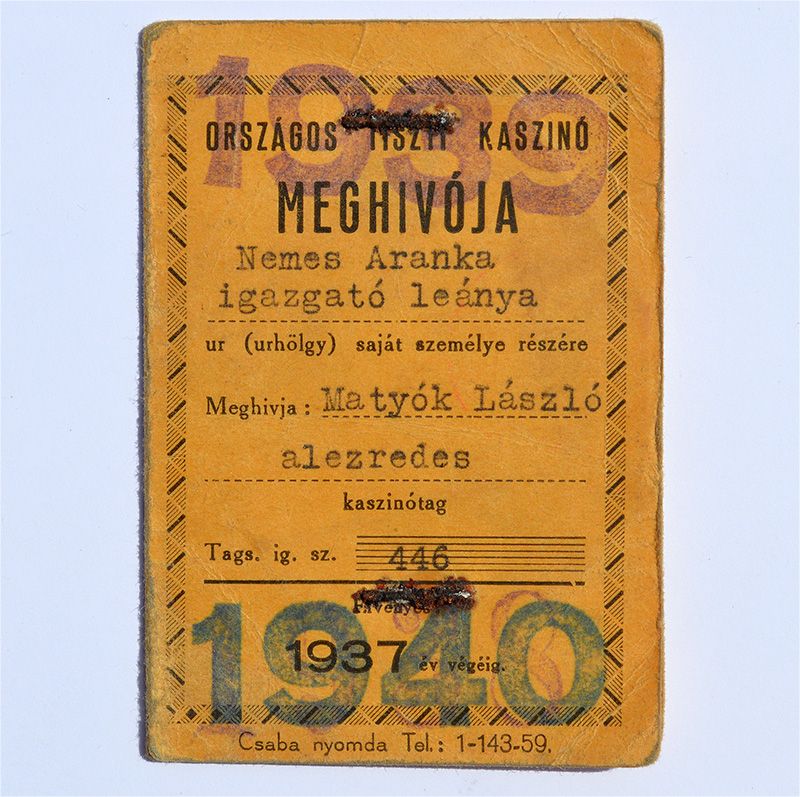 1939
ORSZÁGOS TISZTI KASZINÓ
MEGHIVÓJA
Nemes Aranka
igazgató leánya
ur (urhölgy) saját személye részére
Meghivja: Matyók László
alezredes
kaszinótag
Tags. ig. sz. 446
1937 év végéig.
1940
Csaba nyomda Tel.: 1-143-59.